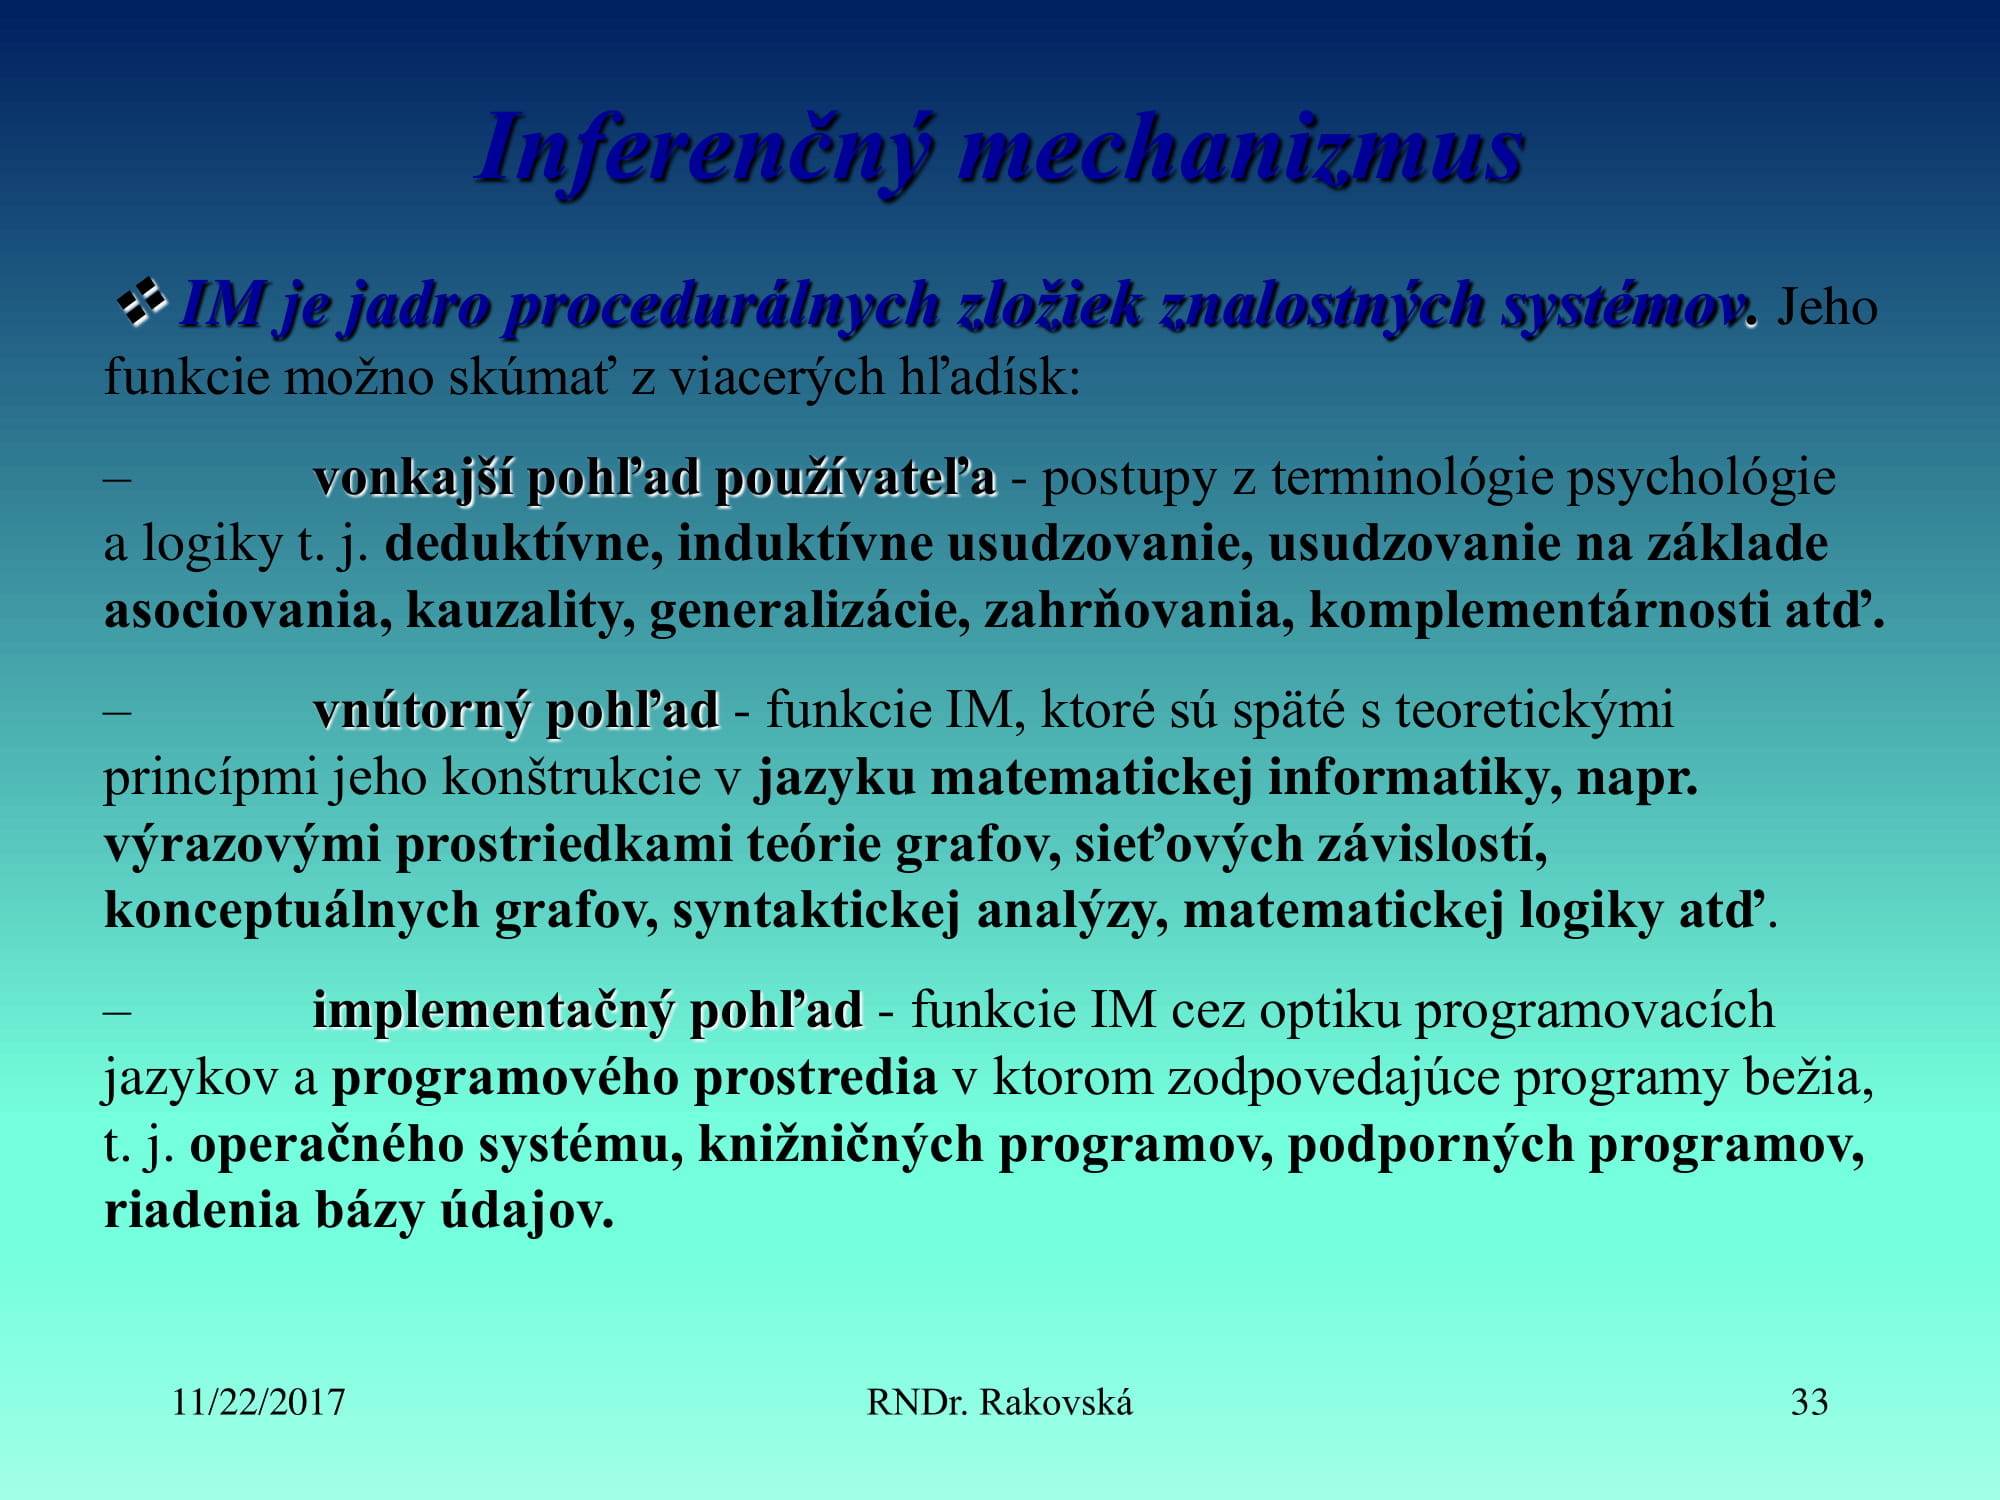 Inferenčný mechanizmus
❖ IM je jadro procedurálnych zložiek znalostných systémov. Jeho
funkcie možno skúmať z viacerých hľadísk:
– vonkajší pohľad používateľa - postupy z terminológie psychológie
a logiky t. j. deduktívne, induktívne usudzovanie, usudzovanie na základe
asociovania, kauzality, generalizácie, zahrňovania, komplementárnosti atď.
– vnútorný pohľad - funkcie IM, ktoré sú späté s teoretickými
princípmi jeho konštrukcie v jazyku matematickej informatiky, napr.
výrazovými prostriedkami teórie grafov, sieťových závislostí,
konceptuálnych grafov, syntaktickej analýzy, matematickej logiky atď.
– implementačný pohľad - funkcie IM cez optiku programovacích
jazykov a programového prostredia v ktorom zodpovedajúce programy bežia,
t. j. operačného systému, knižničných programov, podporných programov,
riadenia bázy údajov.
11/22/2017
RNDr. Rakovská
33